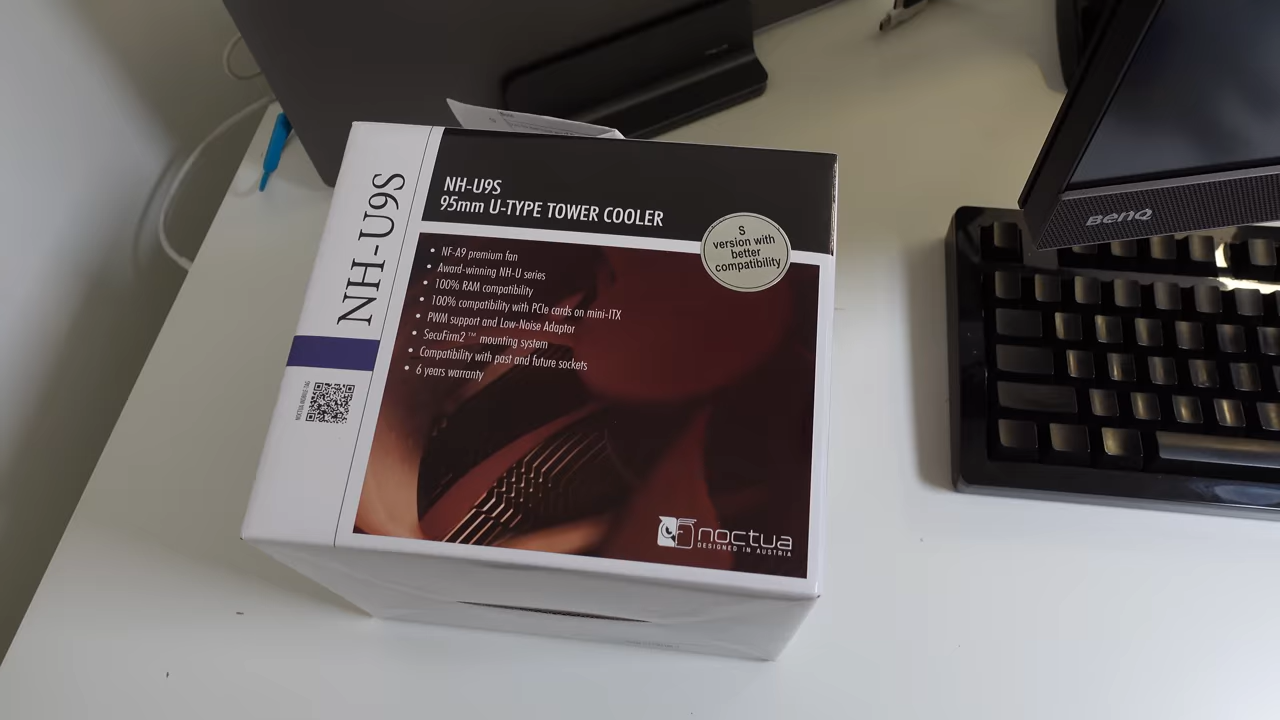 NH-U9S
NH-U9S
95mm U-TYPE TOWER COOLER
S
version with
better
compatibility
• NF-A9 premium fan
• Award-winning NH-U series
• 100% RAM compatibility
• 100% compatibility with PCIe cards on mini-ITX
• PWM support and Low-Noise Adaptor
• SecuFirm2™ mounting system
• Compatibility with past and future sockets
• 6 years warranty
noctua
DESIGNED IN AUSTRIA
BenQ